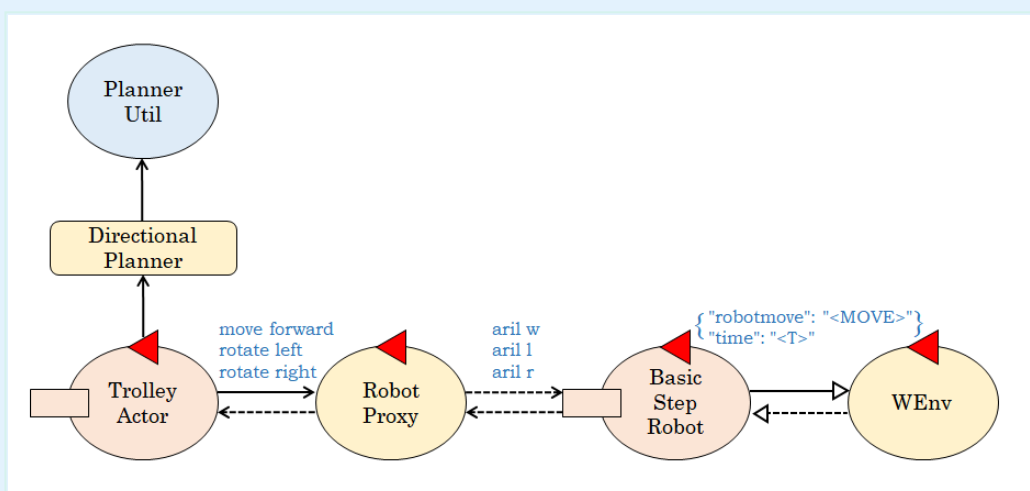 Planner
Util
Directional
Planner
move forward
rotate left
rotate right
aril w
aril l
aril r
{ "robotmove": "<MOVE>" }
"time": "<T>"
Trolley
Actor
Robot
Proxy
Basic
Step
Robot
WEnv